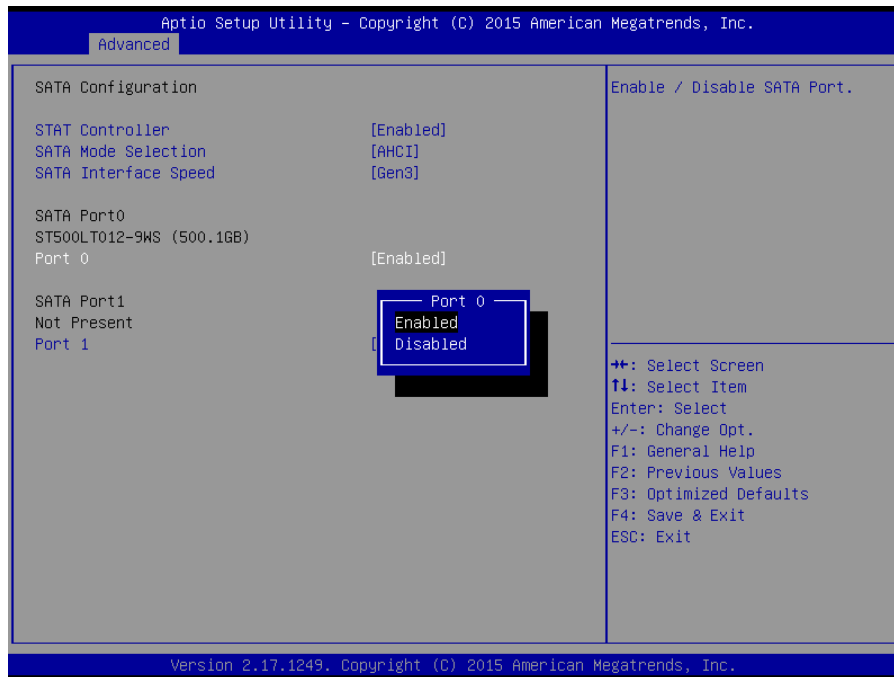 Aptio Setup Utility – Copyright (C) 2015 American Megatrends, Inc.
Advanced
SATA Configuration
Enable / Disable SATA Port.
STAT Controller [Enabled]
SATA Mode Selection [AHCI]
SATA Interface Speed [Gen3]
SATA Port0
ST500LT012-9WS (500.1GB)
Port 0 [Enabled]
SATA Port1
Not Present
Port 1 [
Port 0
Enabled
Disabled
→←: Select Screen
↑↓: Select Item
Enter: Select
+/-: Change Opt.
F1: General Help
F2: Previous Values
F3: Optimized Defaults
F4: Save & Exit
ESC: Exit
Version 2.17.1249. Copyright (C) 2015 American Megatrends, Inc.